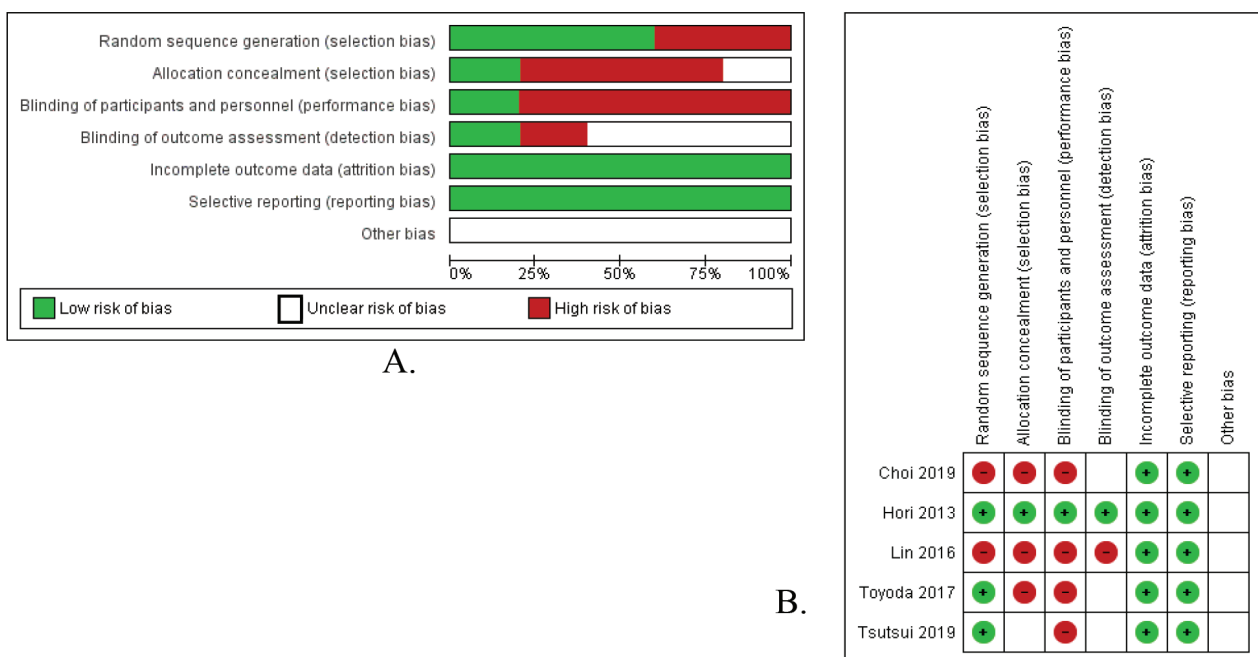 Random sequence generation (selection bias)
Allocation concealment (selection bias)
Blinding of participants and personnel (performance bias)
Blinding of outcome assessment (detection bias)
Incomplete outcome data (attrition bias)
Selective reporting (reporting bias)
Other bias
0% 25% 50% 75% 100%
Low risk of bias Unclear risk of bias High risk of bias
A.
Random sequence generation (selection bias)
Allocation concealment (selection bias)
Blinding of participants and personnel (performance bias)
Blinding of outcome assessment (detection bias)
Incomplete outcome data (attrition bias)
Selective reporting (reporting bias)
Other bias
Choi 2019 - - - + +
Hori 2013 + + + + + +
Lin 2016 - - - - + +
Toyoda 2017 + - - + +
Tsutsui 2019 + - + +
B.